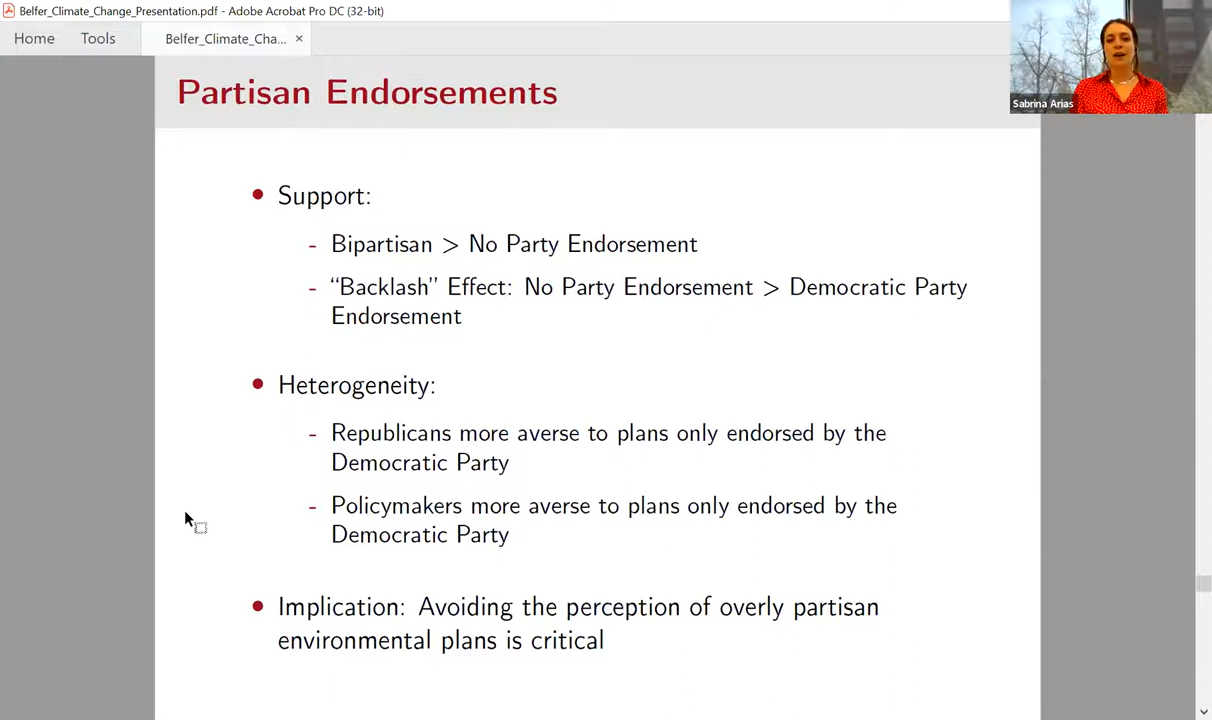 Belfer_Climate_Change_Presentation.pdf - Adobe Acrobat Pro DC (32-bit)
Home Tools Belfer_Climate_Cha... ×
Sabrina Arias
Partisan Endorsements
• Support:
- Bipartisan > No Party Endorsement
- “Backlash” Effect: No Party Endorsement > Democratic Party
Endorsement
• Heterogeneity:
- Republicans more averse to plans only endorsed by the
Democratic Party
- Policymakers more averse to plans only endorsed by the
Democratic Party
• Implication: Avoiding the perception of overly partisan
environmental plans is critical